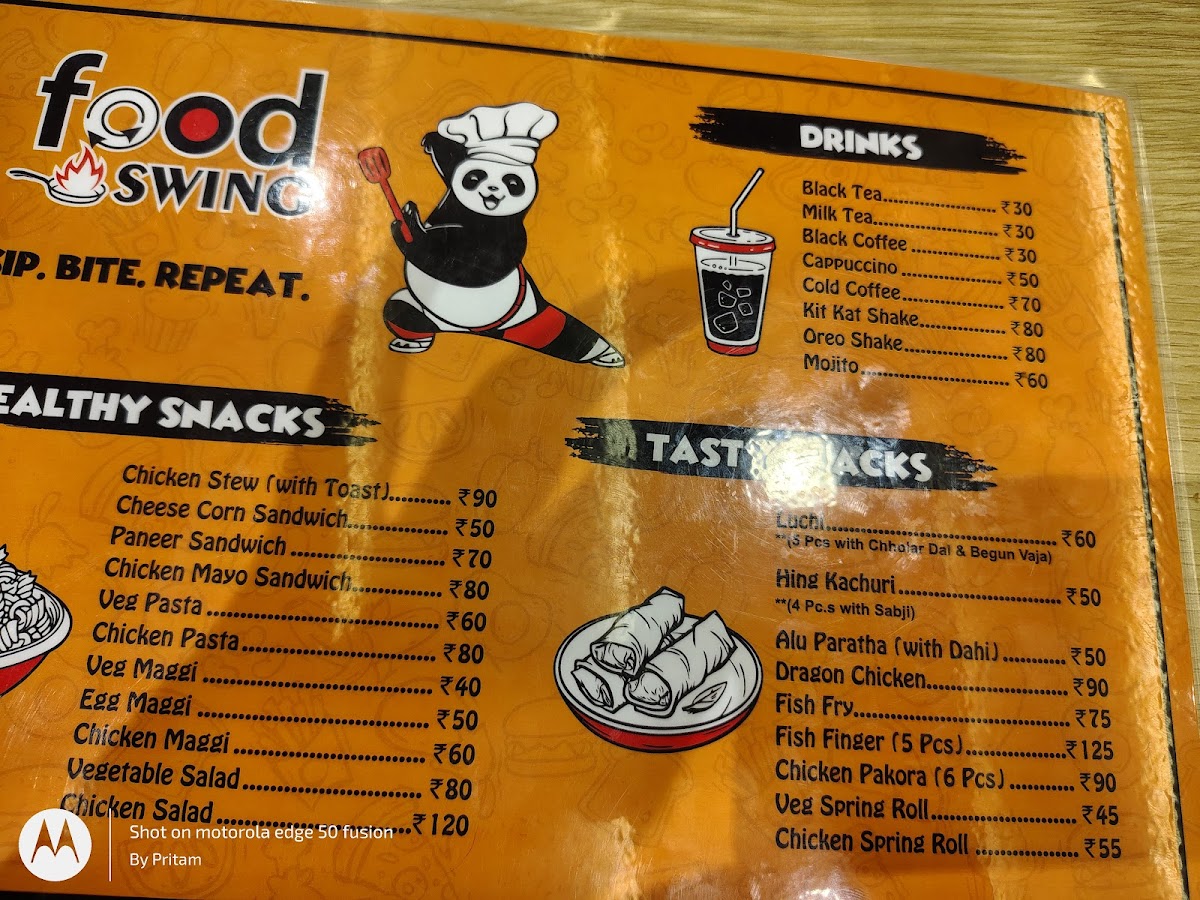 food
SWING
SIP. BITE. REPEAT.
HEALTHY SNACKS
Chicken Stew (with Toast).......... ₹90
Cheese Corn Sandwich................ ₹50
Paneer Sandwich ....................... ₹70
Chicken Mayo Sandwich.............. ₹80
Veg Pasta .................................. ₹60
Chicken Pasta............................. ₹80
Veg Maggi .................................. ₹40
Egg Maggi .................................. ₹50
Chicken Maggi ............................ ₹60
Vegetable Salad.......................... ₹80
Chicken Salad .............................₹120
DRINKS
Black Tea...................... ₹30
Milk Tea........................ ₹30
Black Coffee ................. ₹30
Cappuccino .................... ₹50
Cold Coffee.................... ₹70
Kit Kat Shake................. ₹80
Oreo Shake.................... ₹80
Mojito............................. ₹60
TASTY SNACKS
Luchi........................................ ₹60
**(5 Pcs with Chholar Dal & Begun Vaja)
Hing Kachuri.............................. ₹50
**(4 Pc.s with Sabji)
Alu Paratha (with Dahi) ........... ₹50
Dragon Chicken......................... ₹90
Fish Fry..................................... ₹75
Fish Finger (5 Pcs).................₹125
Chicken Pakora (6 Pcs) ........... ₹90
Veg Spring Roll.......................... ₹45
Chicken Spring Roll .................. ₹55
Shot on motorola edge 50 fusion
By Pritam